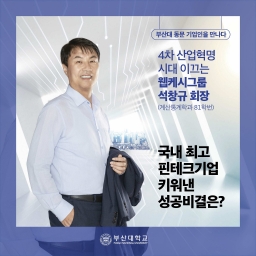 부산대 동문 기업인을 만나다
4차 산업혁명
시대 이끄는
웹케시그룹
석창규 회장
(계산통계학과 81학번)
국내 최고
핀테크기업
키워낸
성공비결은?
부산대학교